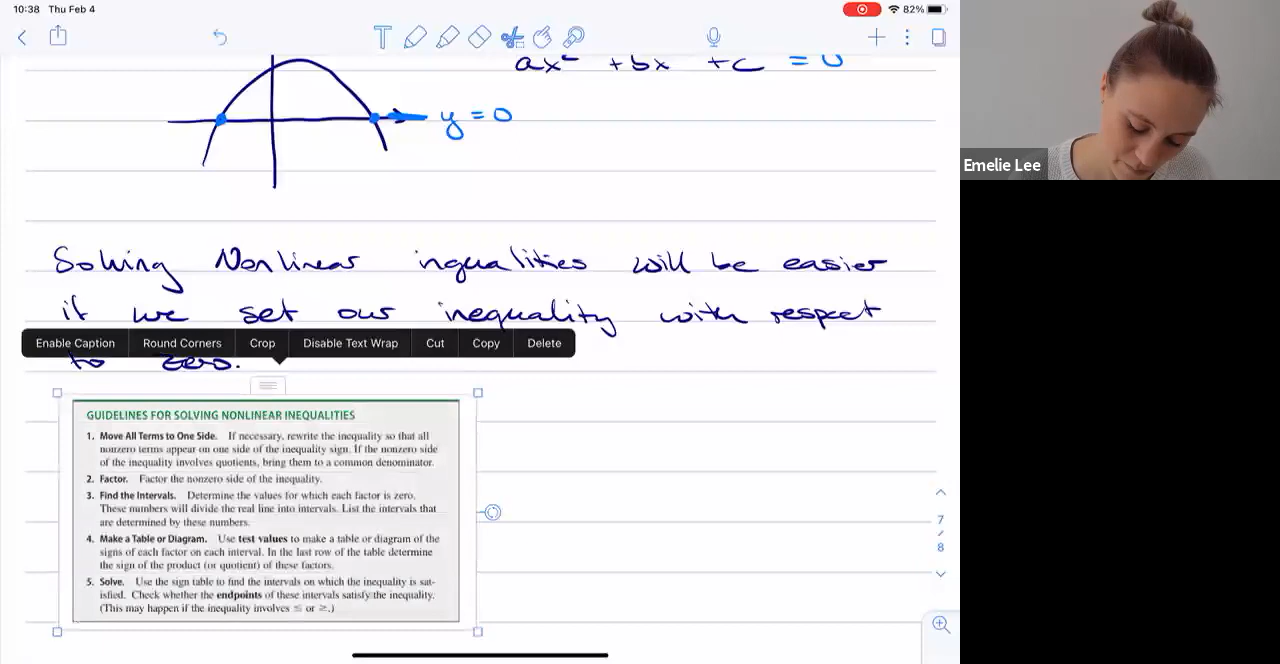 10:38 Thu Feb 4
82%
ax² + bx + c = 0
y = 0
Emelie Lee
Solving Nonlinear inqualities will be easier
if we set our inequality with respect
Enable Caption Round Corners Crop Disable Text Wrap Cut Copy Delete
to zero.
GUIDELINES FOR SOLVING NONLINEAR INEQUALITIES
1. Move All Terms to One Side. If necessary, rewrite the inequality so that all
nonzero terms appear on one side of the inequality sign. If the nonzero side
of the inequality involves quotients, bring them to a common denominator.
2. Factor. Factor the nonzero side of the inequality.
3. Find the Intervals. Determine the values for which each factor is zero.
These numbers will divide the real line into intervals. List the intervals that
are determined by these numbers.
4. Make a Table or Diagram. Use test values to make a table or diagram of the
signs of each factor on each interval. In the last row of the table determine
the sign of the product (or quotient) of these factors.
5. Solve. Use the sign table to find the intervals on which the inequality is sat-
isfied. Check whether the endpoints of these intervals satisfy the inequality.
(This may happen if the inequality involves ≤ or ≥.)
7
/
8